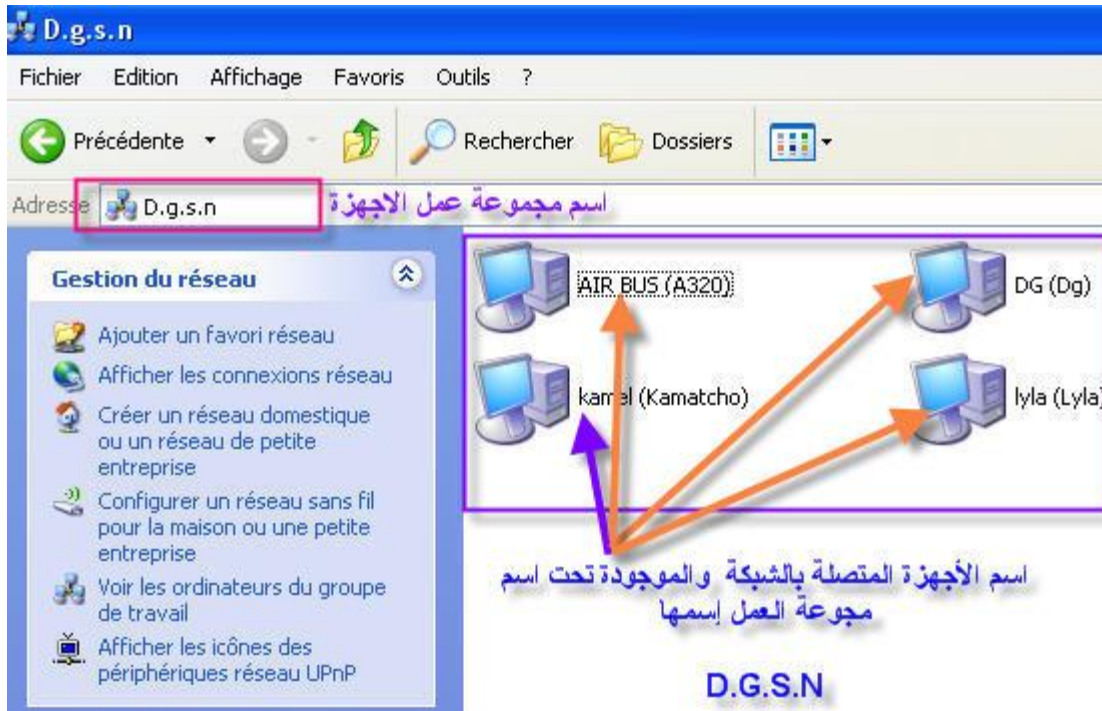 D.g.s.n
Fichier Edition Affichage Favoris Outils ?
Précédente Rechercher Dossiers
Adresse D.g.s.n اسم مجموعة عمل الاجهزة
Gestion du réseau
Ajouter un favori réseau
Afficher les connexions réseau
Créer un réseau domestique
ou un réseau de petite
entreprise
Configurer un réseau sans fil
pour la maison ou une petite
entreprise
Voir les ordinateurs du groupe
de travail
Afficher les icônes des
périphériques réseau UPnP
AIR BUS (A320) DG (Dg)
kamel (Kamatcho) lyla (Lyla)
اسم الأجهزة المتصلة بالشبكة والموجودة تحت اسم
مجوعة العمل إسمها
D.G.S.N